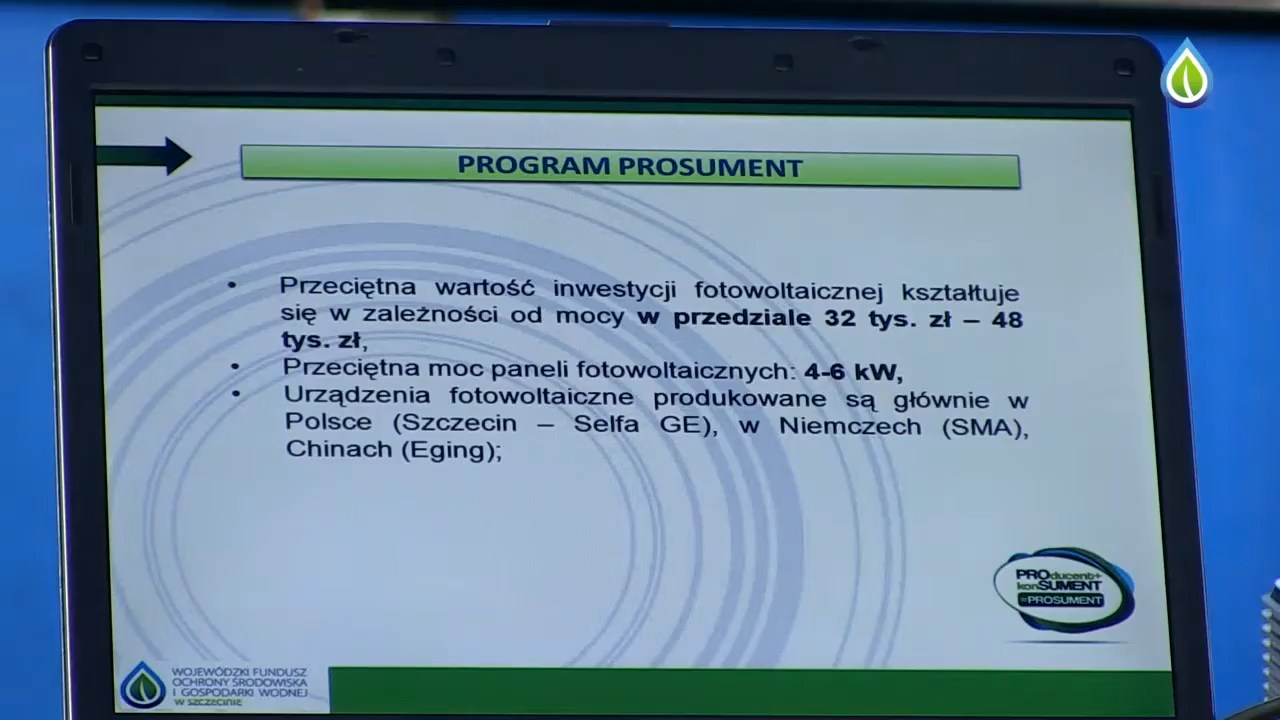 PROGRAM PROSUMENT
• Przeciętna wartość inwestycji fotowoltaicznej kształtuje
się w zależności od mocy w przedziale 32 tys. zł – 48
tys. zł,
• Przeciętna moc paneli fotowoltaicznych: 4-6 kW,
• Urządzenia fotowoltaiczne produkowane są głównie w
Polsce (Szczecin – Selfa GE), w Niemczech (SMA),
Chinach (Eging);
PROducent+
konSUMENT
=PROSUMENT
WOJEWÓDZKI FUNDUSZ
OCHRONY ŚRODOWISKA
I GOSPODARKI WODNEJ
W SZCZECINIE